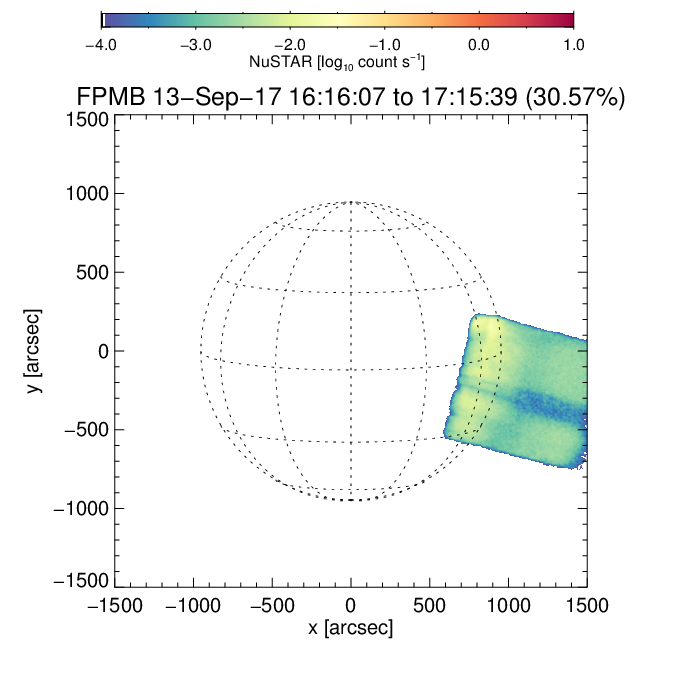 −4.0 −3.0 −2.0 −1.0 0.0 1.0
NuSTAR [log₁₀ count s⁻¹]
FPMB 13−Sep−17 16:16:07 to 17:15:39 (30.57%)
1500
1000
500
0
−500
−1000
−1500
y [arcsec]
−1500 −1000 −500 0 500 1000 1500
x [arcsec]